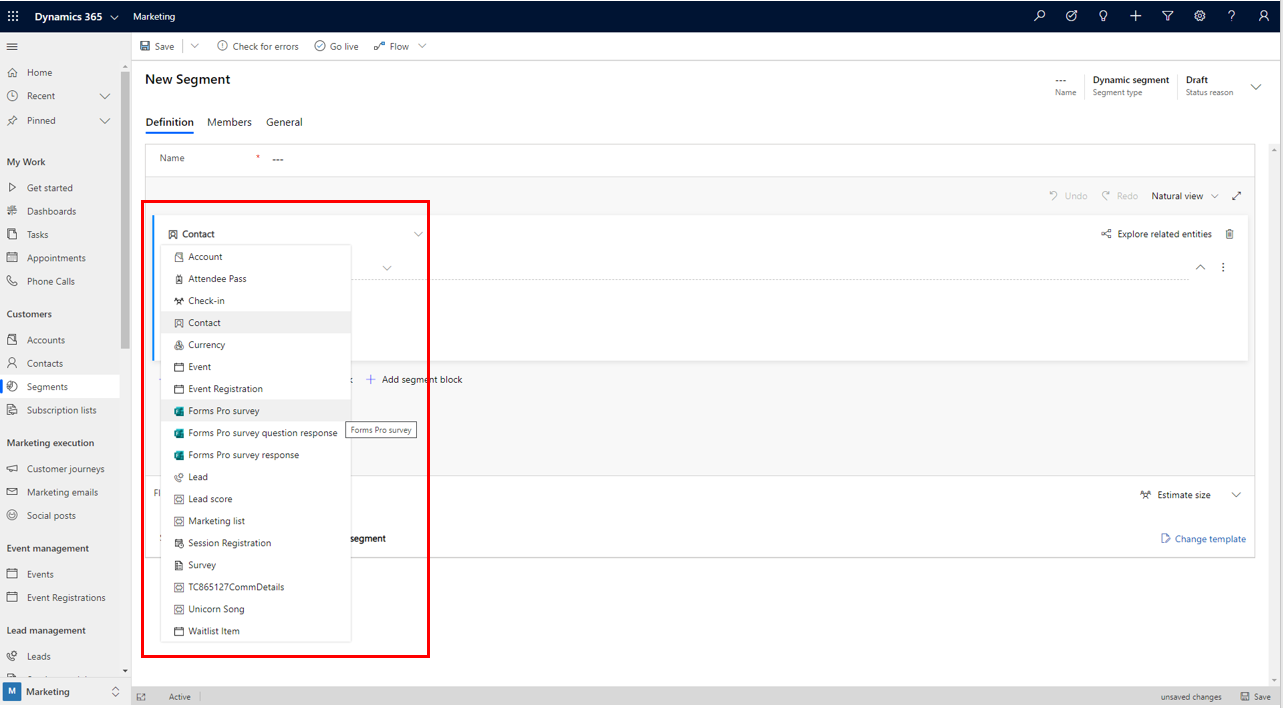 Dynamics 365 Marketing
Save Check for errors Go live Flow
Home
Recent
Pinned
My Work
Get started
Dashboards
Tasks
Appointments
Phone Calls
Customers
Accounts
Contacts
Segments
Subscription lists
Marketing execution
Customer journeys
Marketing emails
Social posts
Event management
Events
Event Registrations
Lead management
Leads
M Marketing
New Segment
--- Dynamic segment Draft
Name Segment type Status reason
Definition Members General
Name * ---
Undo Redo Natural view
Contact
Explore related entities
Account
Attendee Pass
Check-in
Contact
Currency
Event
Event Registration
Forms Pro survey
Forms Pro survey question response
Forms Pro survey response
Lead
Lead score
Marketing list
Session Registration
Survey
TC865127CommDetails
Unicorn Song
Waitlist Item
Forms Pro survey
Add segment block
Estimate size
segment
Change template
Active
unsaved changes Save